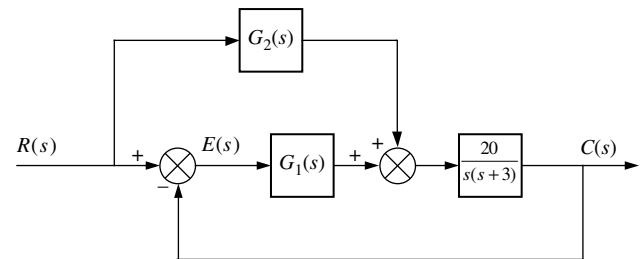 G₂(s)
R(s)
+
−
E(s)
G₁(s)
+
+
20
s(s + 3)
C(s)